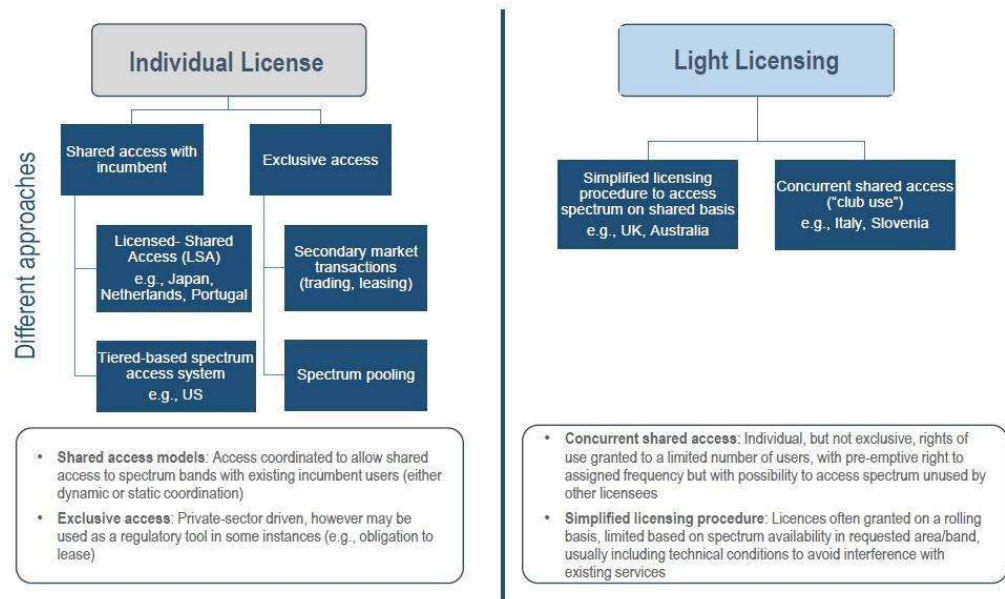 Individual License
Shared access with
incumbent
Exclusive access
Licensed- Shared
Access (LSA)
e.g., Japan,
Netherlands, Portugal
Secondary market
transactions
(trading, leasing)
Tiered-based spectrum
access system
e.g., US
Spectrum pooling
Different approaches
• Shared access models: Access coordinated to allow shared
access to spectrum bands with existing incumbent users (either
dynamic or static coordination)
• Exclusive access: Private-sector driven, however may be
used as a regulatory tool in some instances (e.g., obligation to
lease)
Light Licensing
Simplified licensing
procedure to access
spectrum on shared basis
e.g., UK, Australia
Concurrent shared access
(“club use”)
e.g., Italy, Slovenia
• Concurrent shared access: Individual, but not exclusive, rights of
use granted to a limited number of users, with pre-emptive right to
assigned frequency but with possibility to access spectrum unused by
other licensees
• Simplified licensing procedure: Licences often granted on a rolling
basis, limited based on spectrum availability in requested area/band,
usually including technical conditions to avoid interference with
existing services